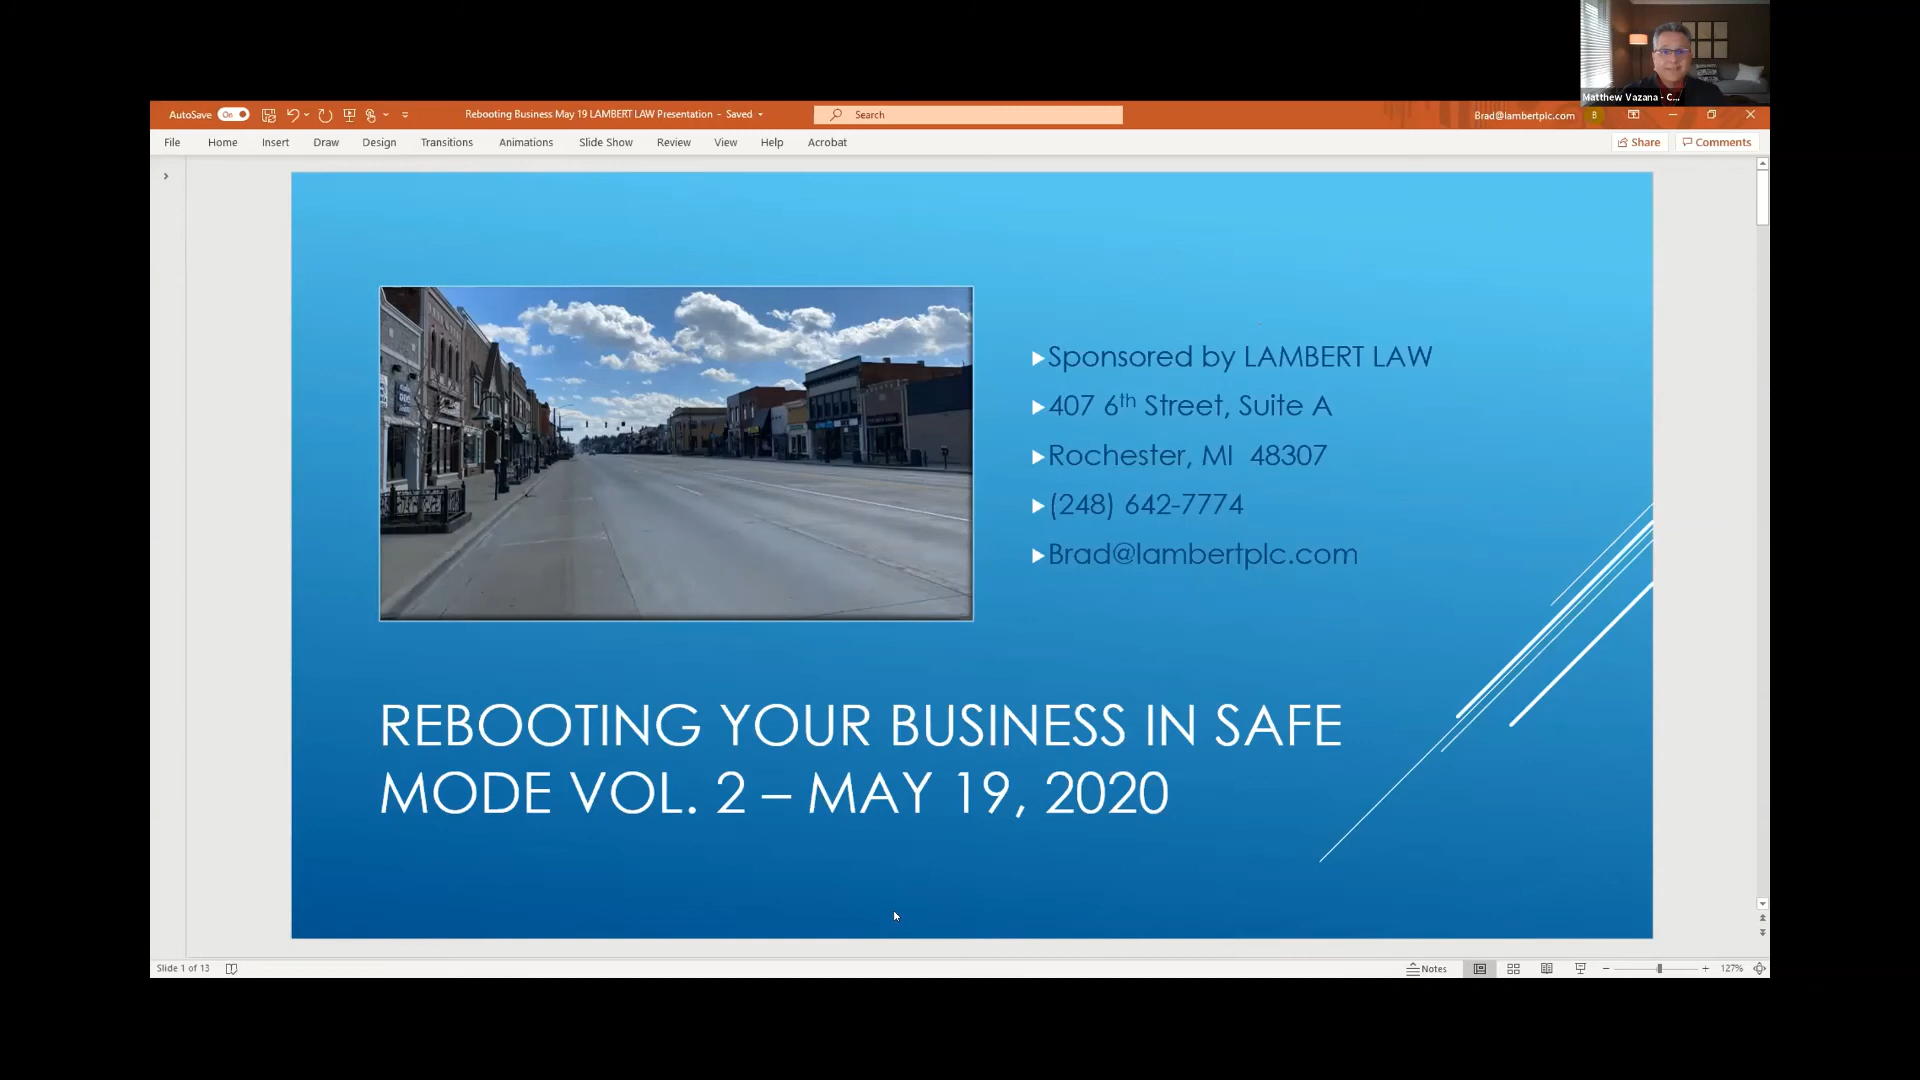 Matthew Vazana - C...
AutoSave On
Rebooting Business May 19 LAMBERT LAW Presentation - Saved
Search
Brad@lambertplc.com B
File Home Insert Draw Design Transitions Animations Slide Show Review View Help Acrobat
Share Comments
Sponsored by LAMBERT LAW
407 6th Street, Suite A
Rochester, MI 48307
(248) 642-7774
Brad@lambertplc.com
REBOOTING YOUR BUSINESS IN SAFE
MODE VOL. 2 – MAY 19, 2020
Slide 1 of 13
Notes
127%